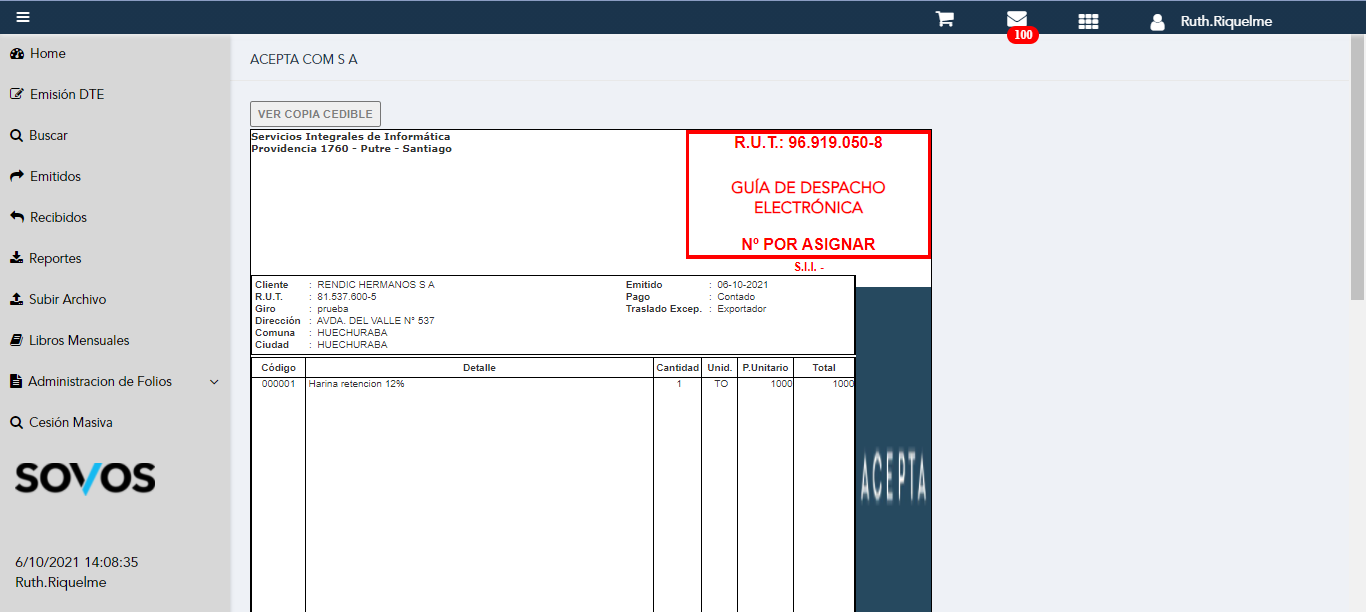 Ruth.Riquelme
100
Home
Emisión DTE
Buscar
Emitidos
Recibidos
Reportes
Subir Archivo
Libros Mensuales
Administracion de Folios
Cesión Masiva
SOVOS
6/10/2021 14:08:35
Ruth.Riquelme
ACEPTA COM S A
VER COPIA CEDIBLE
Servicios Integrales de Informática
Providencia 1760 - Putre - Santiago
R.U.T.: 96.919.050-8
GUÍA DE DESPACHO
ELECTRÓNICA
Nº POR ASIGNAR
S.I.I. -
Cliente : RENDIC HERMANOS S A Emitido : 06-10-2021
R.U.T. : 81.537.600-5 Pago : Contado
Giro : prueba Traslado Excep. : Exportador
Dirección : AVDA. DEL VALLE N° 537
Comuna : HUECHURABA
Ciudad : HUECHURABA
Código Detalle Cantidad Unid. P.Unitario Total
000001 Harina retencion 12% 1 TO 1000 1000
ACEPTA